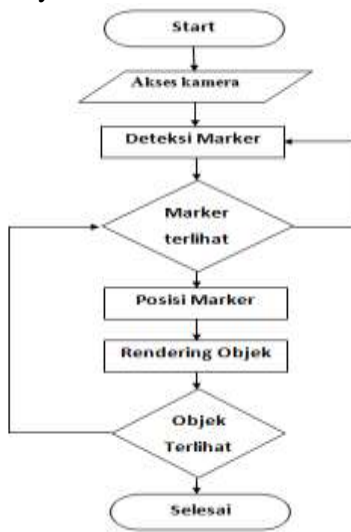 Start
Akses kamera
Deteksi Marker
Marker
terlihat
Posisi Marker
Rendering Objek
Objek
Terlihat
Selesai